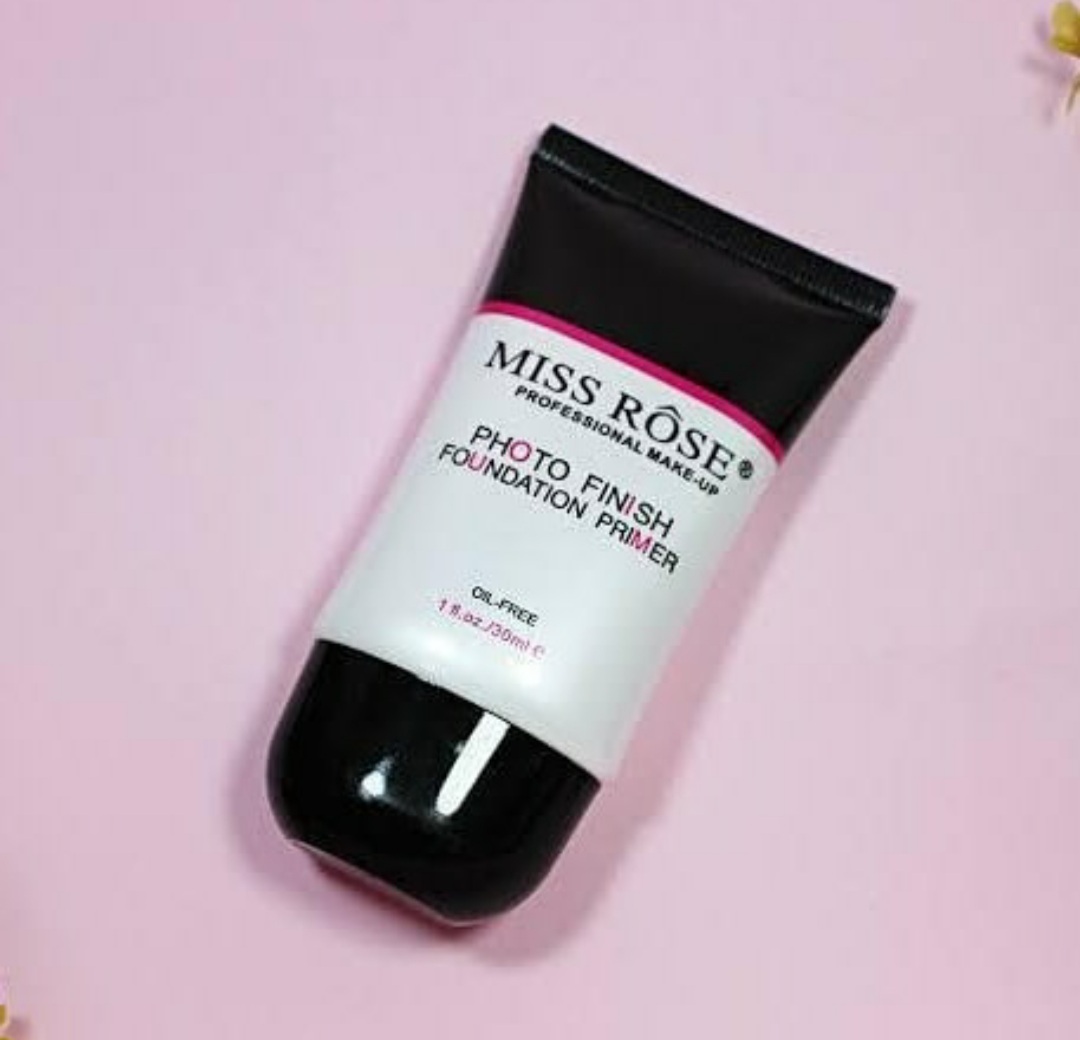 MISS RÔSE®
PROFESSIONAL MAKE-UP
PHOTO FINISH
FOUNDATION PRIMER
OIL-FREE
1 fl.oz./30ml ℮